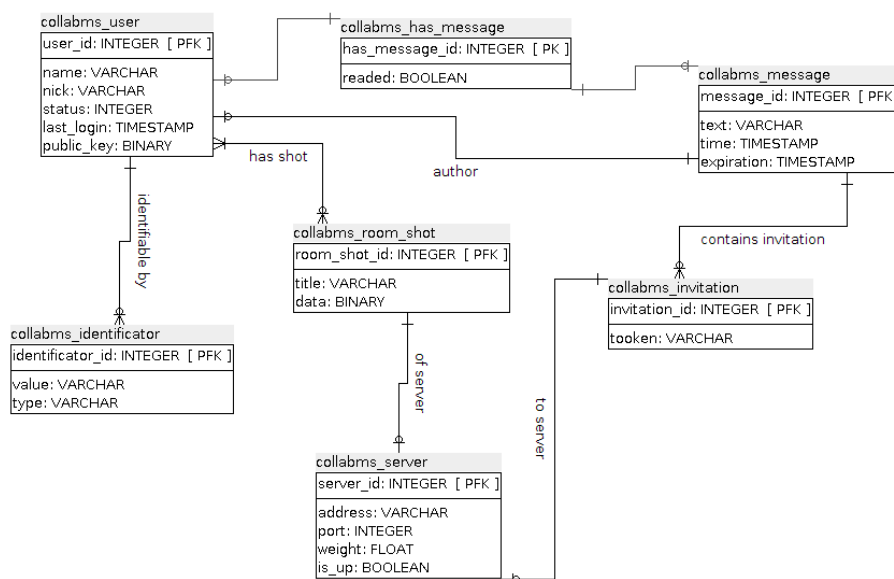 collabms_user
user_id: INTEGER [ PFK ]
name: VARCHAR
nick: VARCHAR
status: INTEGER
last_login: TIMESTAMP
public_key: BINARY
collabms_has_message
has_message_id: INTEGER [ PK ]
readed: BOOLEAN
collabms_message
message_id: INTEGER [ PFK ]
text: VARCHAR
time: TIMESTAMP
expiration: TIMESTAMP
has shot
author
identifiable by
contains invitation
collabms_room_shot
room_shot_id: INTEGER [ PFK ]
title: VARCHAR
data: BINARY
collabms_invitation
invitation_id: INTEGER [ PFK ]
tooken: VARCHAR
collabms_identificator
identificator_id: INTEGER [ PFK ]
value: VARCHAR
type: VARCHAR
of server
to server
collabms_server
server_id: INTEGER [ PFK ]
address: VARCHAR
port: INTEGER
weight: FLOAT
is_up: BOOLEAN